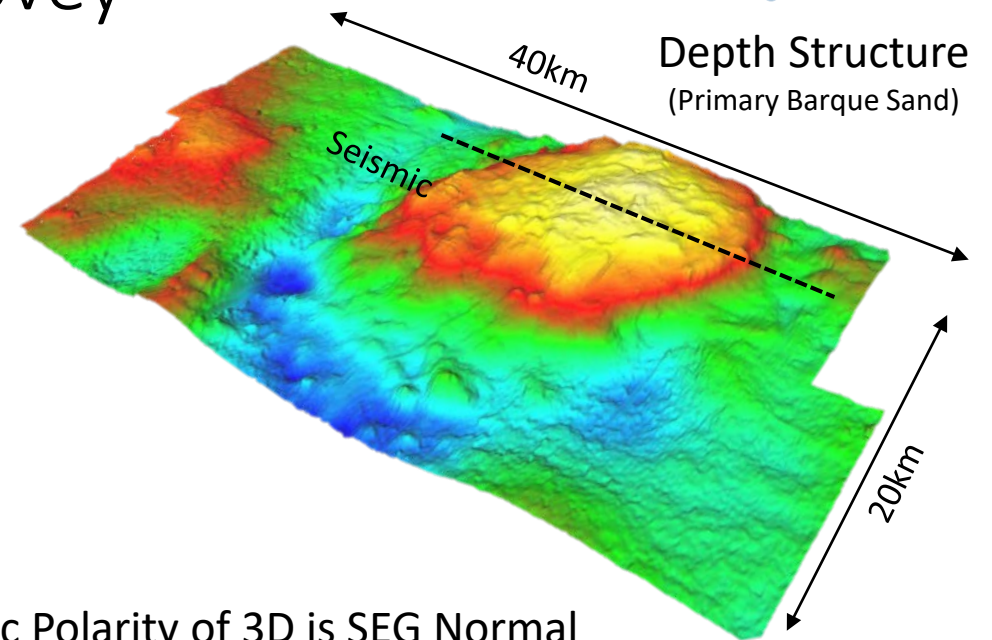 40km
Depth Structure
(Primary Barque Sand)
Seismic
20km
Polarity of 3D is SEG Normal